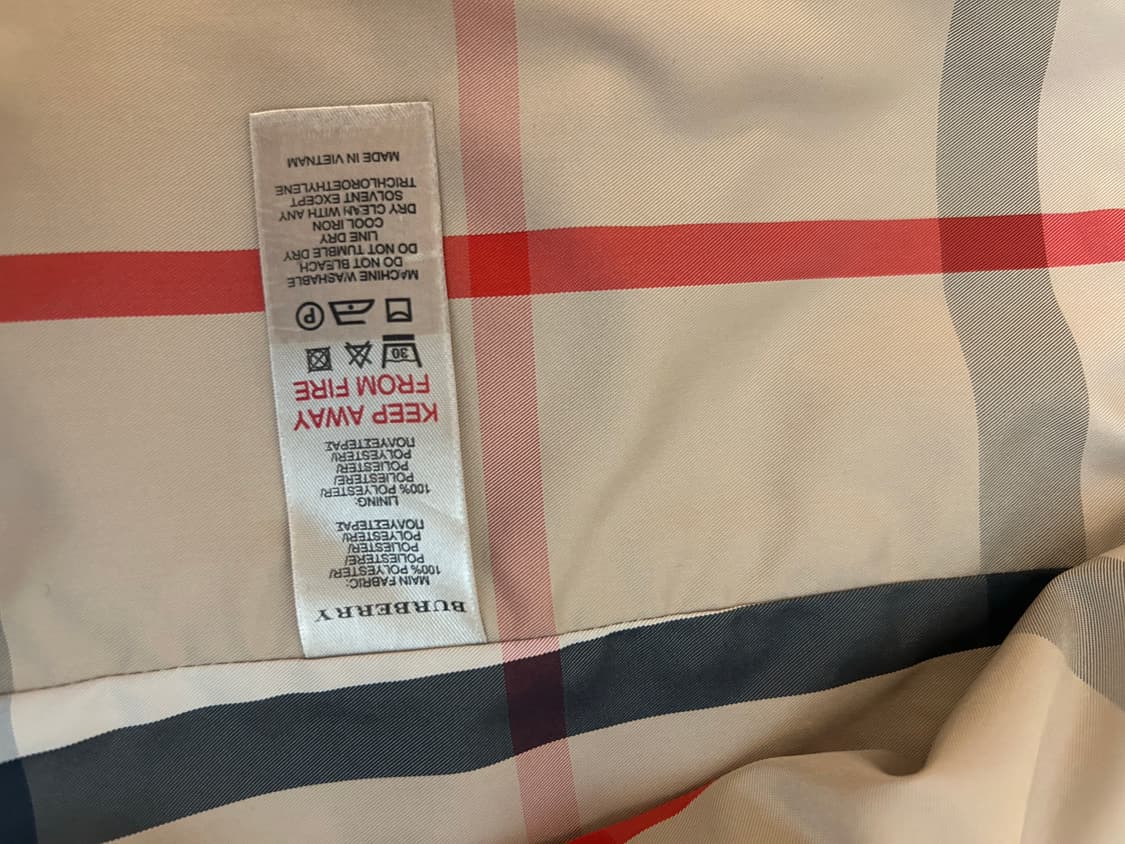 BURBERRY
MAIN FABRIC:
100% POLYESTER/
POLIESTERE/
POLIESTER/
POLYESTER/
ΠΟΛΥΕΣΤΕΡΑΣ
LINING:
100% POLYESTER/
POLIESTERE/
POLIESTER/
POLYESTER/
ΠΟΛΥΕΣΤΕΡΑΣ
KEEP AWAY
FROM FIRE
30
P
MACHINE WASHABLE
DO NOT BLEACH
DO NOT TUMBLE DRY
LINE DRY
COOL IRON
DRY CLEAN WITH ANY
SOLVENT EXCEPT
TRICHLOROETHYLENE
MADE IN VIETNAM